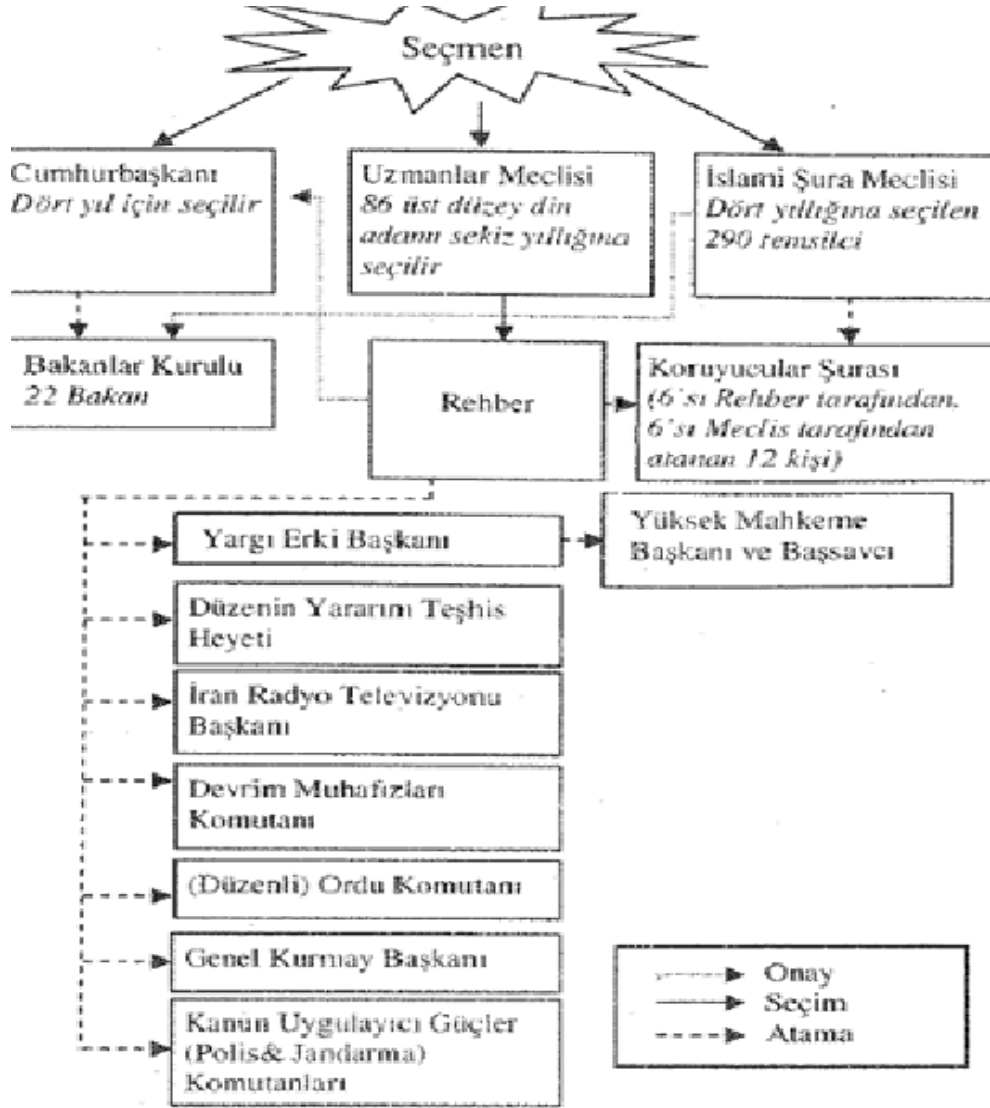 Seçmen
Cumhurbaşkanı
Dört yıl için seçilir
Uzmanlar Meclisi
86 üst düzey din
adamı sekiz yıllığına
seçilir
İslami Şura Meclisi
Dört yıllığına seçilen
290 temsilci
Bakanlar Kurulu
22 Bakan
Rehber
Koruyucular Şurası
(6'sı Rehber tarafından.
6'sı Meclis tarafından
atanan 12 kişi)
Yargı Erki Başkanı
Yüksek Mahkeme
Başkanı ve Başsavcı
Düzenin Yararını Teşhis
Heyeti
İran Radyo Televizyonu
Başkanı
Devrim Muhafızları
Komutanı
(Düzenli) Ordu Komutanı
Genel Kurmay Başkanı
Kanun Uygulayıcı Güçler
(Polis& Jandarma)
Komutanları
Onay
Seçim
Atama